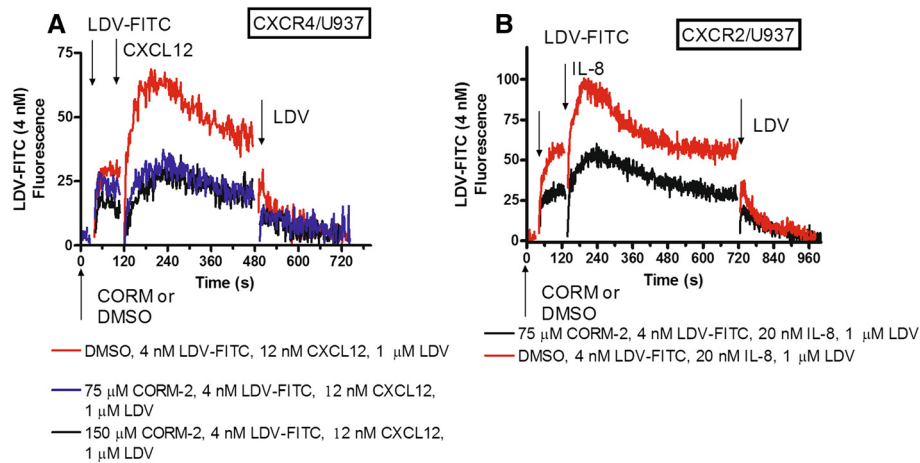 A
CXCR4/U937
LDV-FITC
CXCL12
LDV
LDV-FITC (4 nM)
Fluorescence
75
50
25
0
0 120 240 360 480 600 720
Time (s)
CORM or
DMSO
DMSO, 4 nM LDV-FITC, 12 nM CXCL12, 1 μM LDV
75 μM CORM-2, 4 nM LDV-FITC, 12 nM CXCL12,
1 μM LDV
150 μM CORM-2, 4 nM LDV-FITC, 12 nM CXCL12,
1 μM LDV
B
CXCR2/U937
LDV-FITC
IL-8
LDV
LDV-FITC (4 nM)
Fluorescence
100
75
50
25
0
0 120 240 360 480 600 720 840 960
Time (s)
CORM or
DMSO
75 μM CORM-2, 4 nM LDV-FITC, 20 nM IL-8, 1 μM LDV
DMSO, 4 nM LDV-FITC, 20 nM IL-8, 1 μM LDV